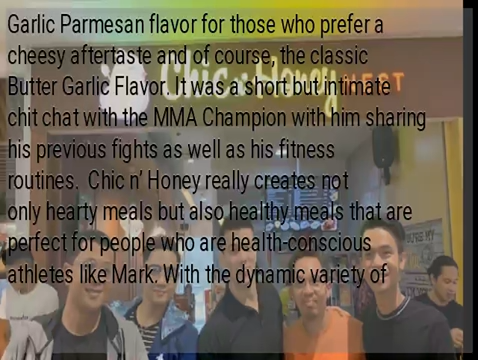 Garlic Parmesan flavor for those who prefer a
cheesy aftertaste and of course, the classic
Butter Garlic Flavor. It was a short but intimate
chit chat with the MMA Champion with him sharing
his previous fights as well as his fitness
routines.  Chic n' Honey really creates not
only hearty meals but also healthy meals that are
perfect for people who are health-conscious
athletes like Mark. With the dynamic variety of
Chic n' Honey